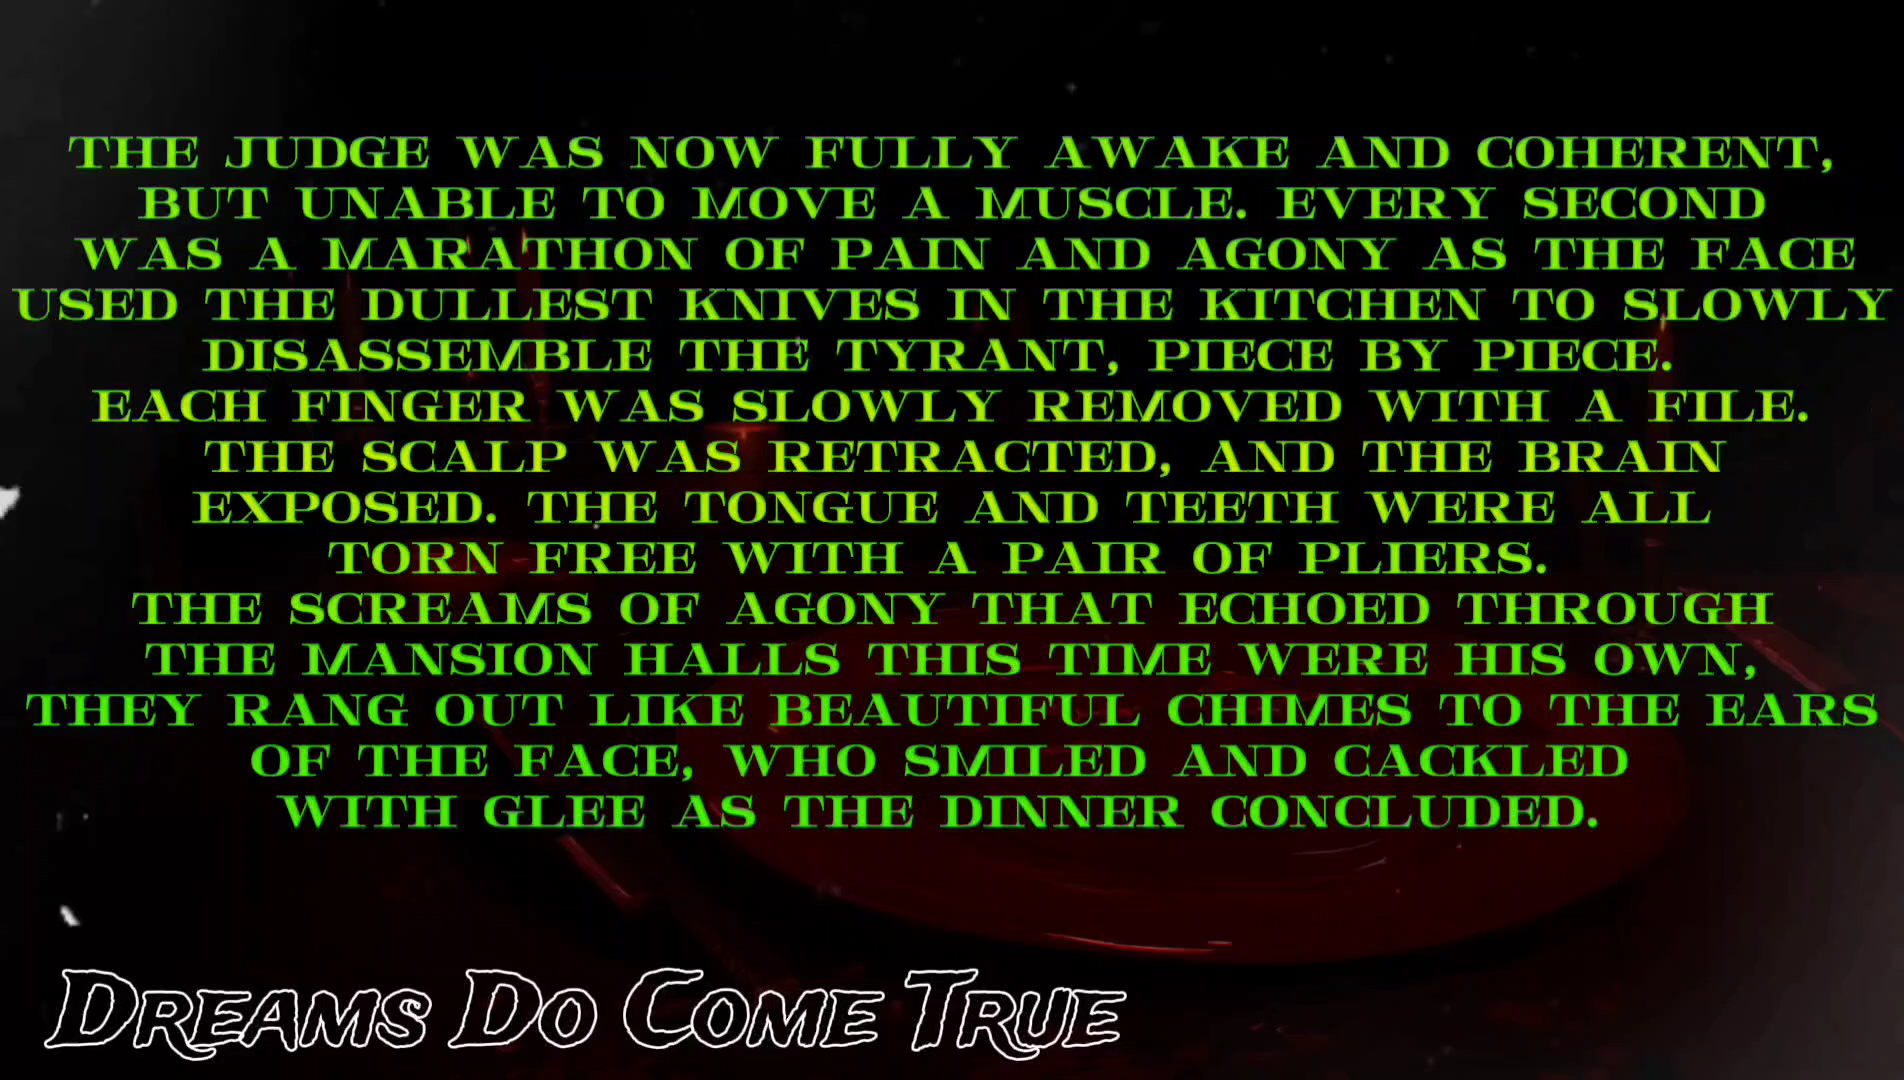 THE JUDGE WAS NOW FULLY AWAKE AND COHERENT,
BUT UNABLE TO MOVE A MUSCLE. EVERY SECOND
WAS A MARATHON OF PAIN AND AGONY AS THE FACE
USED THE DULLEST KNIVES IN THE KITCHEN TO SLOWLY
DISASSEMBLE THE TYRANT, PIECE BY PIECE.
EACH FINGER WAS SLOWLY REMOVED WITH A FILE.
THE SCALP WAS RETRACTED, AND THE BRAIN
EXPOSED. THE TONGUE AND TEETH WERE ALL
TORN FREE WITH A PAIR OF PLIERS.
THE SCREAMS OF AGONY THAT ECHOED THROUGH
THE MANSION HALLS THIS TIME WERE HIS OWN,
THEY RANG OUT LIKE BEAUTIFUL CHIMES TO THE EARS
OF THE FACE, WHO SMILED AND CACKLED
WITH GLEE AS THE DINNER CONCLUDED.
DREAMS DO COME TRUE